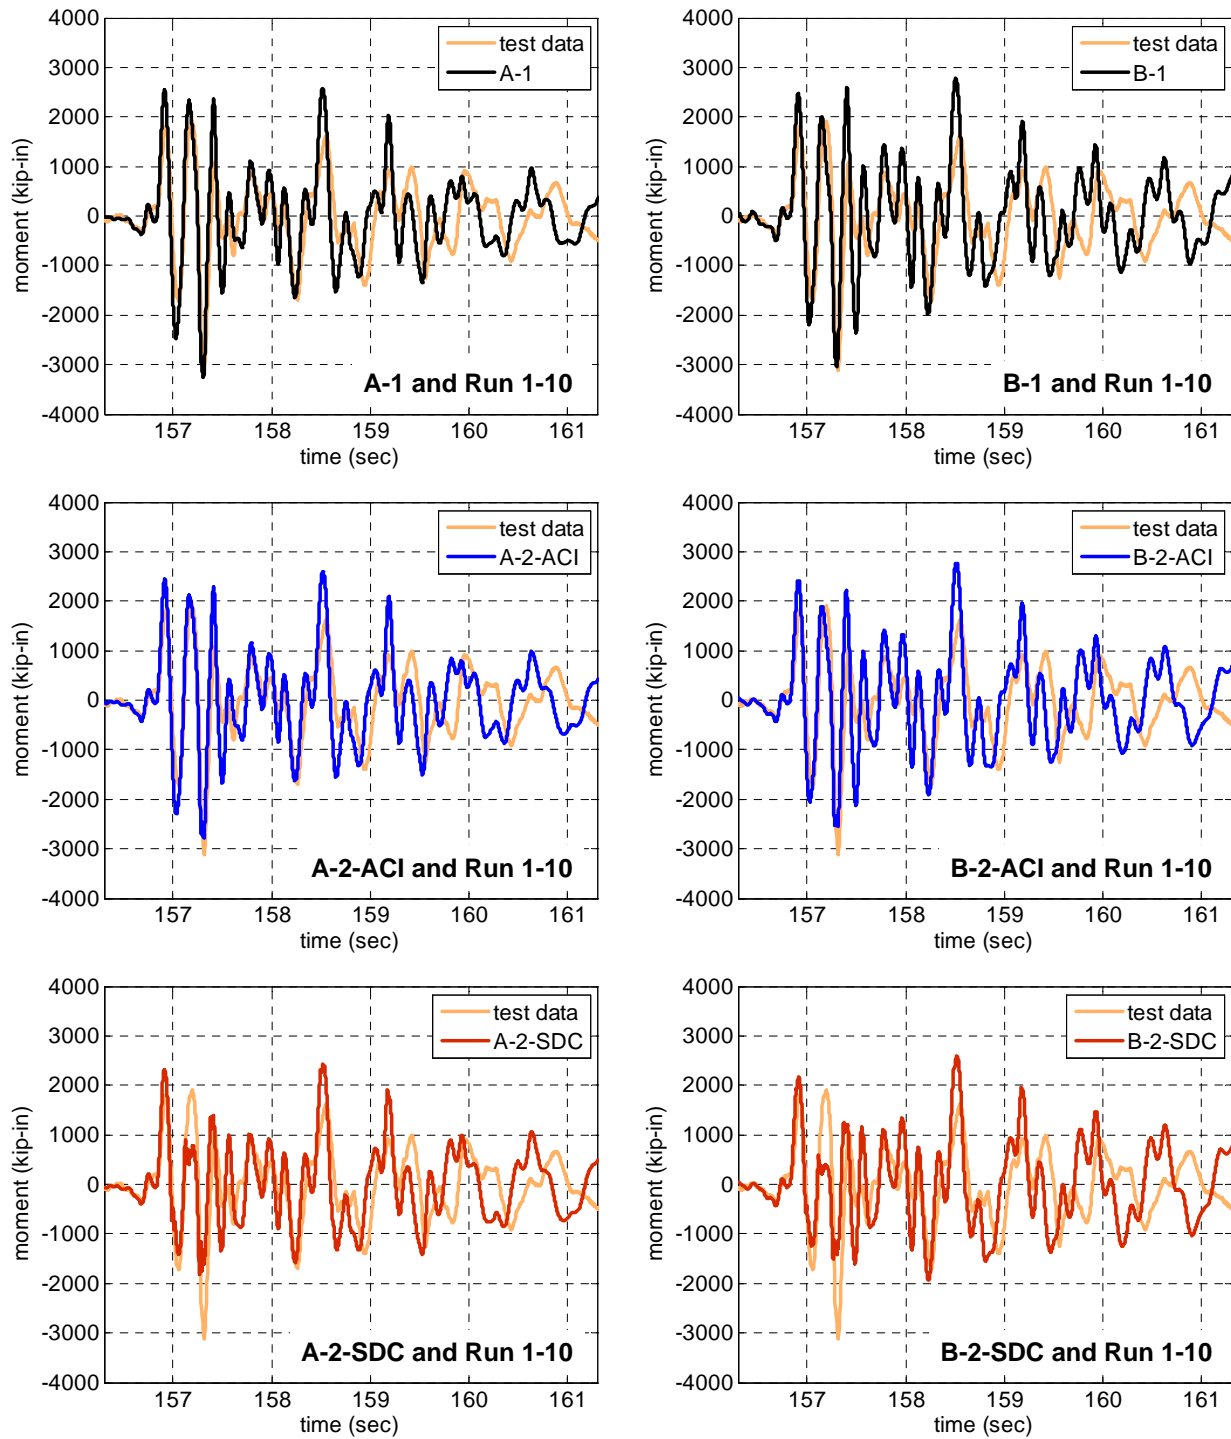 4000
3000
2000
1000
0
-1000
-2000
-3000
-4000
moment (kip-in)
test data
A-1
A-1 and Run 1-10
157 158 159 160 161
time (sec)
4000
3000
2000
1000
0
-1000
-2000
-3000
-4000
moment (kip-in)
test data
B-1
B-1 and Run 1-10
157 158 159 160 161
time (sec)
4000
3000
2000
1000
0
-1000
-2000
-3000
-4000
moment (kip-in)
test data
A-2-ACI
A-2-ACI and Run 1-10
157 158 159 160 161
time (sec)
4000
3000
2000
1000
0
-1000
-2000
-3000
-4000
moment (kip-in)
test data
B-2-ACI
B-2-ACI and Run 1-10
157 158 159 160 161
time (sec)
4000
3000
2000
1000
0
-1000
-2000
-3000
-4000
moment (kip-in)
test data
A-2-SDC
A-2-SDC and Run 1-10
157 158 159 160 161
time (sec)
4000
3000
2000
1000
0
-1000
-2000
-3000
-4000
moment (kip-in)
test data
B-2-SDC
B-2-SDC and Run 1-10
157 158 159 160 161
time (sec)